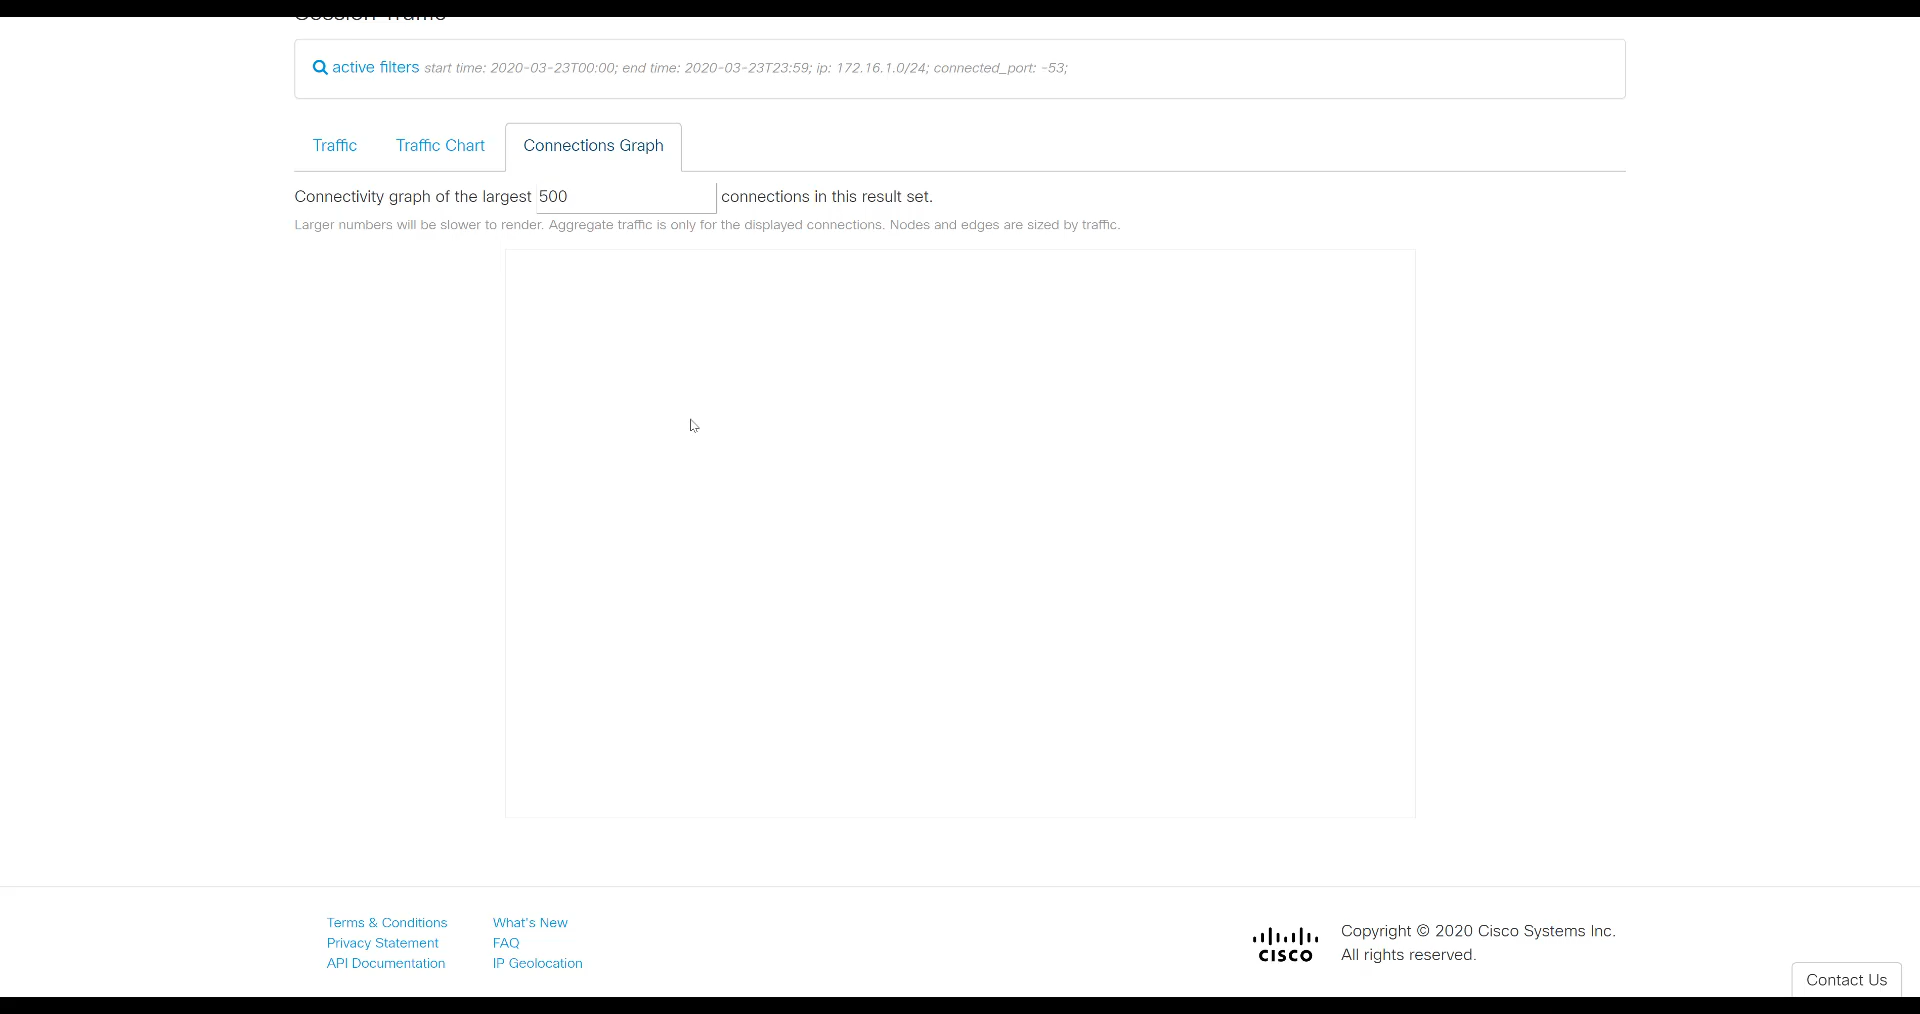 Session Traffic
active filters start time: 2020-03-23T00:00; end time: 2020-03-23T23:59; ip: 172.16.1.0/24; connected_port: -53;
Traffic Traffic Chart Connections Graph
Connectivity graph of the largest 500 connections in this result set.
Larger numbers will be slower to render. Aggregate traffic is only for the displayed connections. Nodes and edges are sized by traffic.
Terms & Conditions What's New
Privacy Statement FAQ
API Documentation IP Geolocation
cisco
Copyright © 2020 Cisco Systems Inc.
All rights reserved.
Contact Us